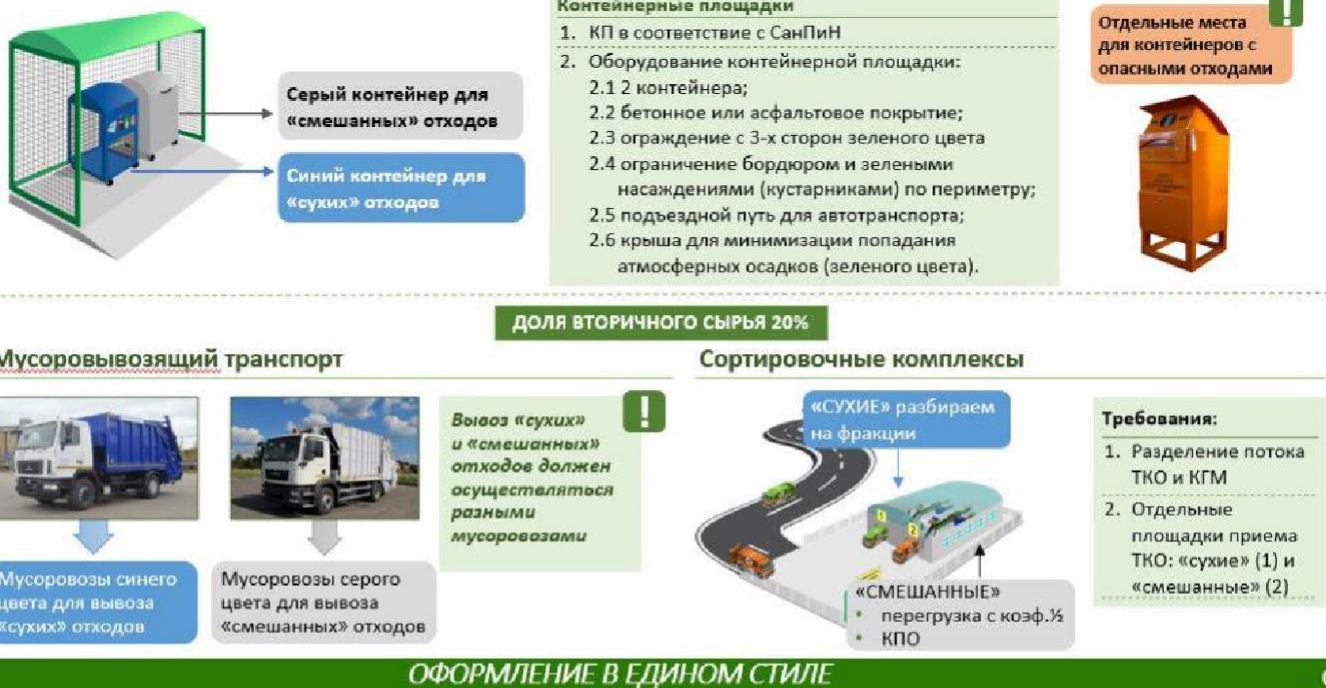 Контейнерные площадки
1. КП в соответствие с СанПиН
2. Оборудование контейнерной площадки:
2.1 2 контейнера;
2.2 бетонное или асфальтовое покрытие;
2.3 ограждение с 3-х сторон зеленого цвета
2.4 ограничение бордюром и зелеными
насаждениями (кустарниками) по периметру;
2.5 подъездной путь для автотранспорта;
2.6 крыша для минимизации попадания
атмосферных осадков (зеленого цвета).
Серый контейнер для
«смешанных» отходов
Синий контейнер для
«сухих» отходов
!
Отдельные места
для контейнеров с
опасными отходами
ДОЛЯ ВТОРИЧНОГО СЫРЬЯ 20%
Мусоровывозящий транспорт
Мусоровозы синего
цвета для вывоза
«сухих» отходов
Мусоровозы серого
цвета для вывоза
«смешанных» отходов
!
Вывоз «сухих»
и «смешанных»
отходов должен
осуществляться
разными
мусоровозами
Сортировочные комплексы
«СУХИЕ» разбираем
на фракции
1
2
«СМЕШАННЫЕ»
• перегрузка с коэф.½
• КПО
Требования:
1. Разделение потока
ТКО и КГМ
2. Отдельные
площадки приема
ТКО: «сухие» (1) и
«смешанные» (2)
ОФОРМЛЕНИЕ В ЕДИНОМ СТИЛЕ